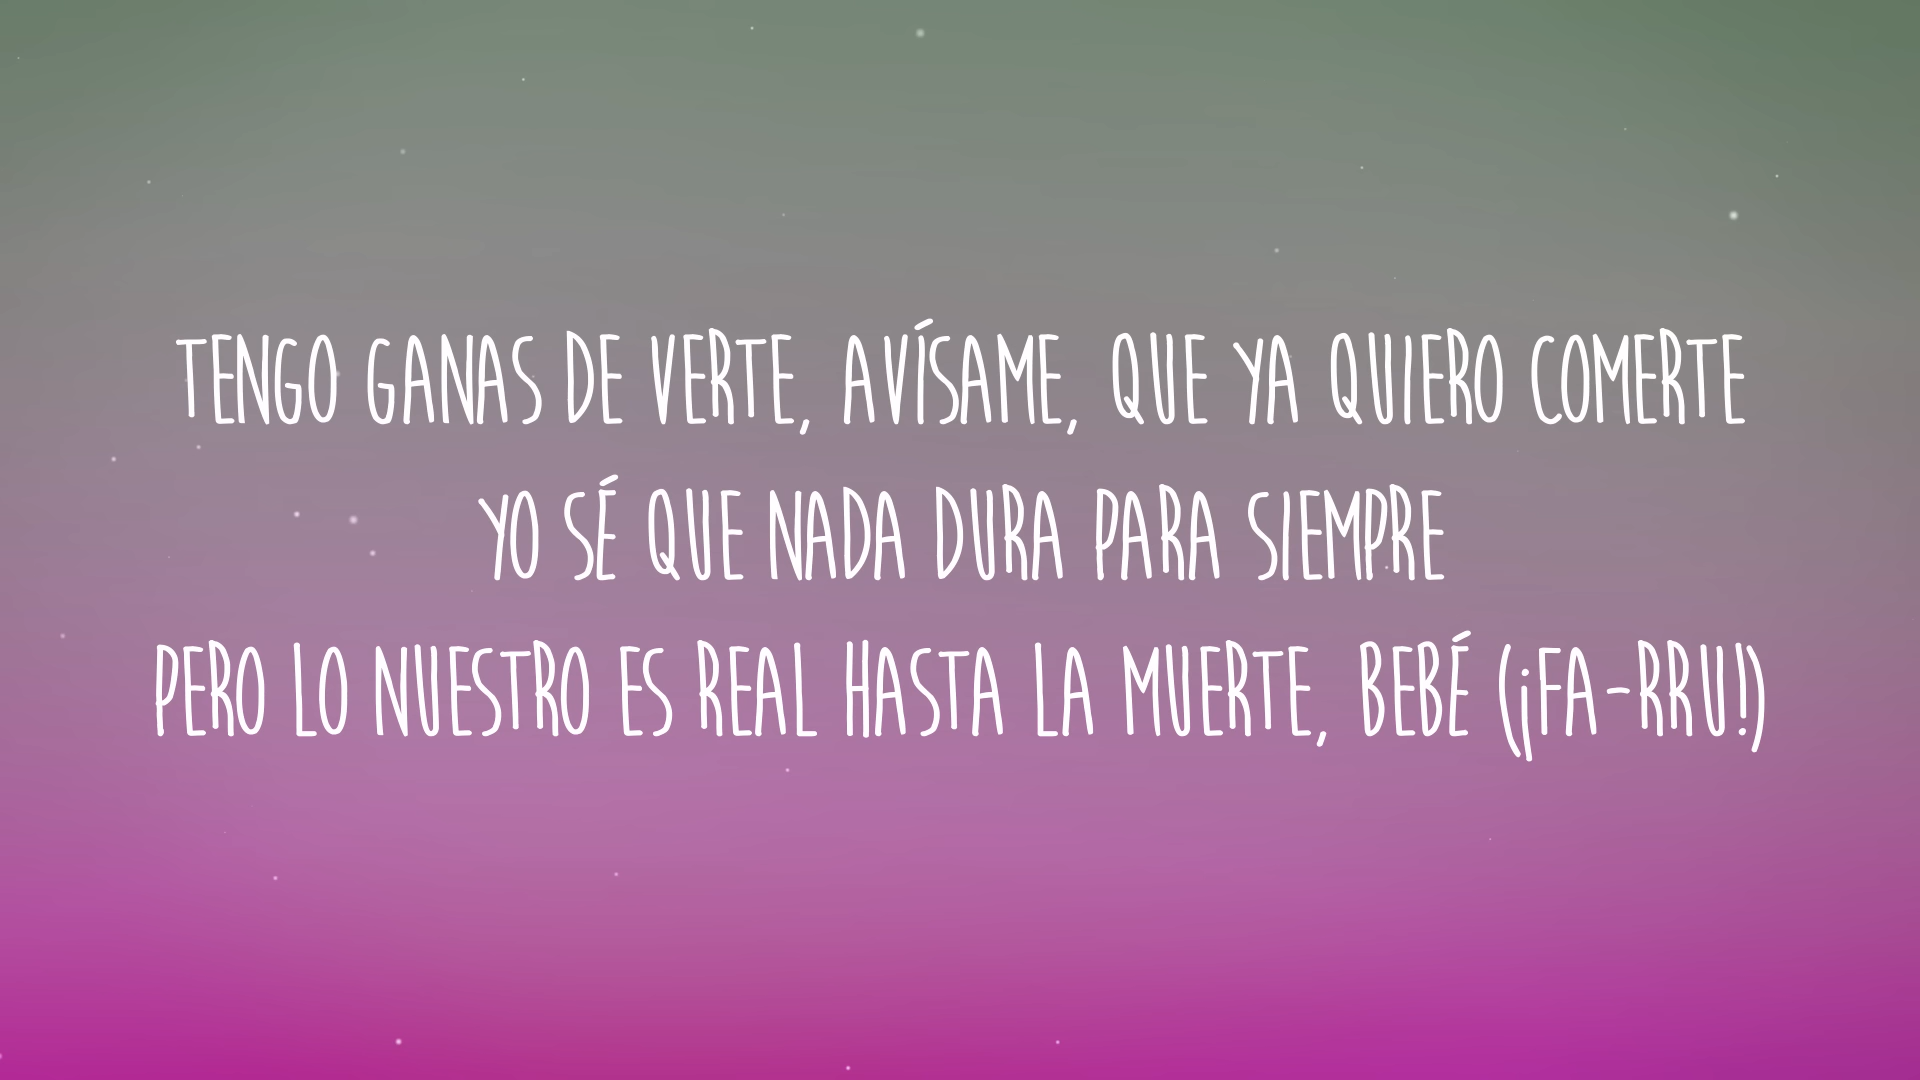 TENGO GANAS DE VERTE, AVÍSAME, QUE YA QUIERO COMERTE
YO SÉ QUE NADA DURA PARA SIEMPRE
PERO LO NUESTRO ES REAL HASTA LA MUERTE, BEBÉ (¡FA-RRU!)